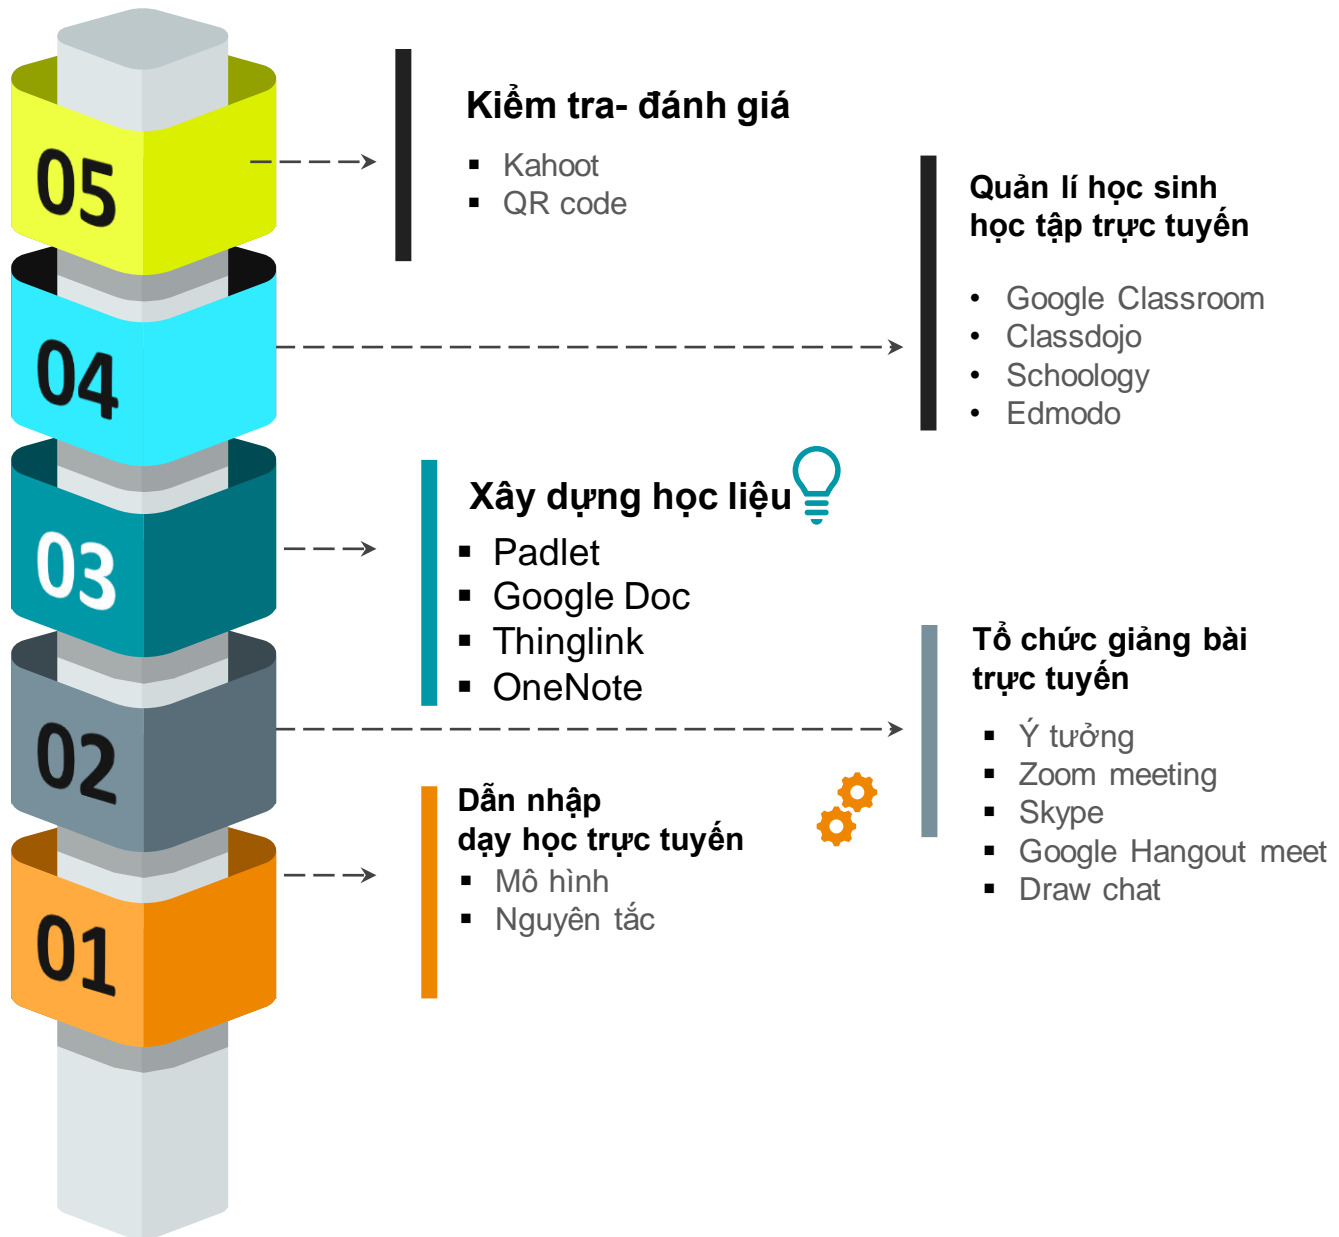 05
Kiểm tra- đánh giá
Kahoot
QR code
04
Quản lí học sinh
học tập trực tuyến
Google Classroom
Classdojo
Schoology
Edmodo
03
Xây dựng học liệu
Padlet
Google Doc
Thinglink
OneNote
02
Tổ chức giảng bài
trực tuyến
Ý tưởng
Zoom meeting
Skype
Google Hangout meet
Draw chat
01
Dẫn nhập
dạy học trực tuyến
Mô hình
Nguyên tắc